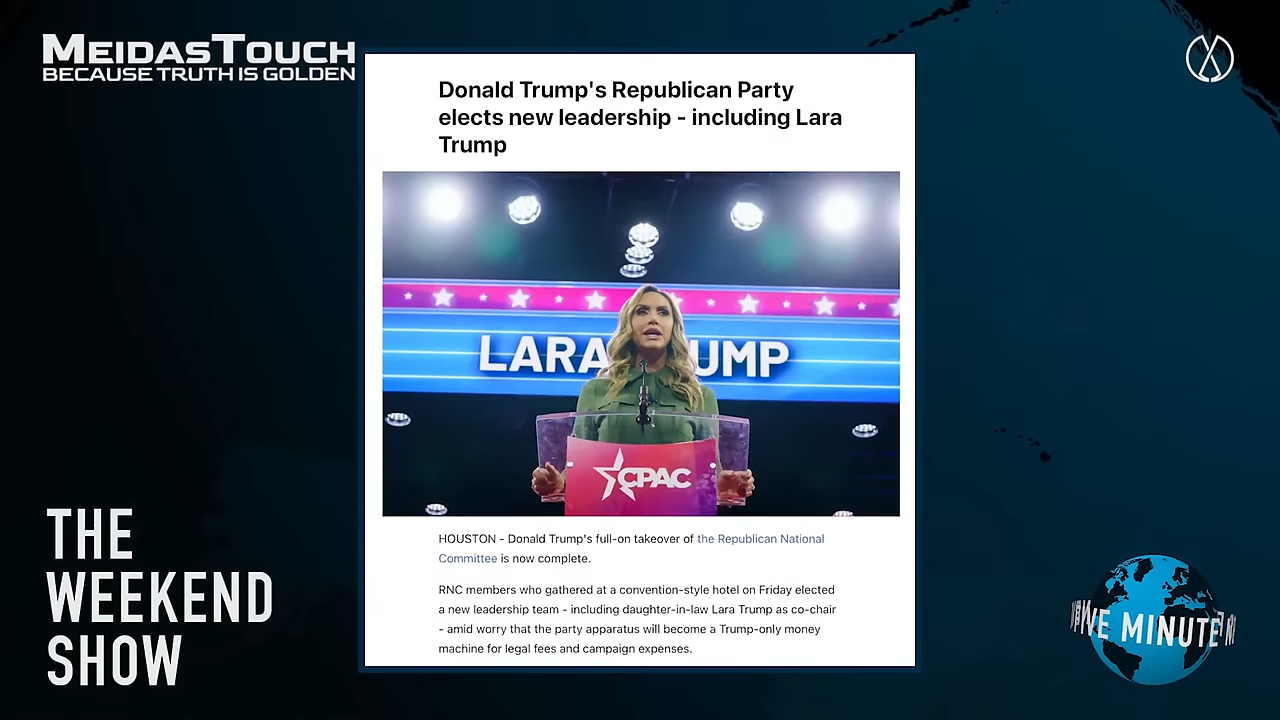 MEIDASTOUCH
BECAUSE TRUTH IS GOLDEN
Donald Trump's Republican Party
elects new leadership - including Lara
Trump
LARA UMP
CPAC
HOUSTON - Donald Trump's full-on takeover of the Republican National
Committee is now complete.
RNC members who gathered at a convention-style hotel on Friday elected
a new leadership team - including daughter-in-law Lara Trump as co-chair
- amid worry that the party apparatus will become a Trump-only money
machine for legal fees and campaign expenses.
THE
WEEKEND
SHOW
MINUTE